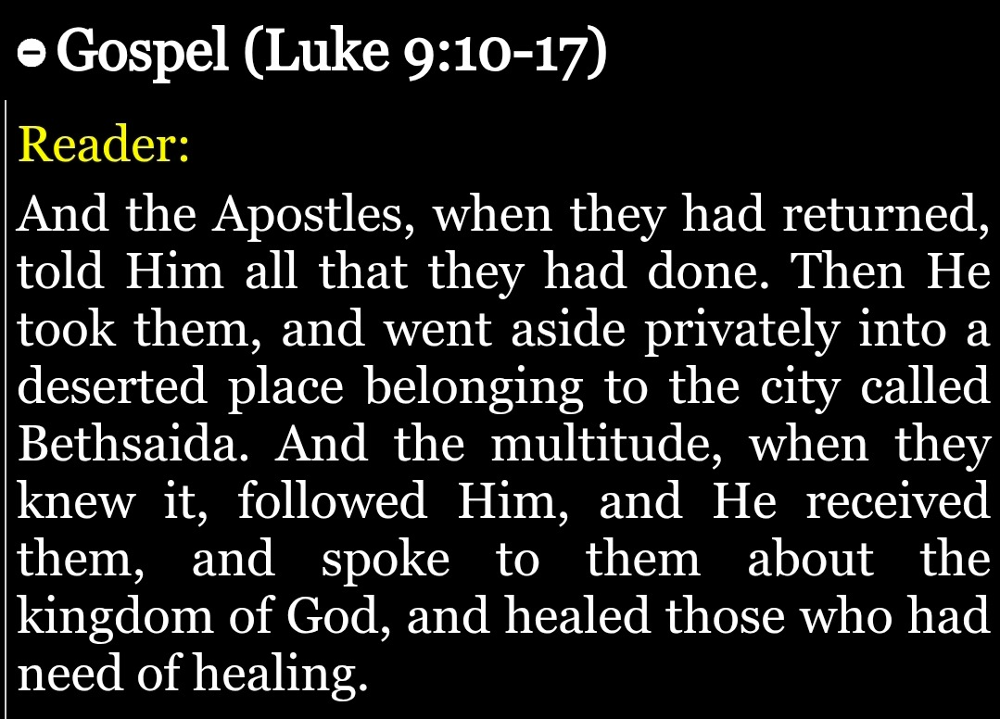 Gospel (Luke 9:10-17)
Reader:
And the Apostles, when they had returned,
told Him all that they had done. Then He
took them, and went aside privately into a
deserted place belonging to the city called
Bethsaida. And the multitude, when they
knew it, followed Him, and He received
them, and spoke to them about the
kingdom of God, and healed those who had
need of healing.